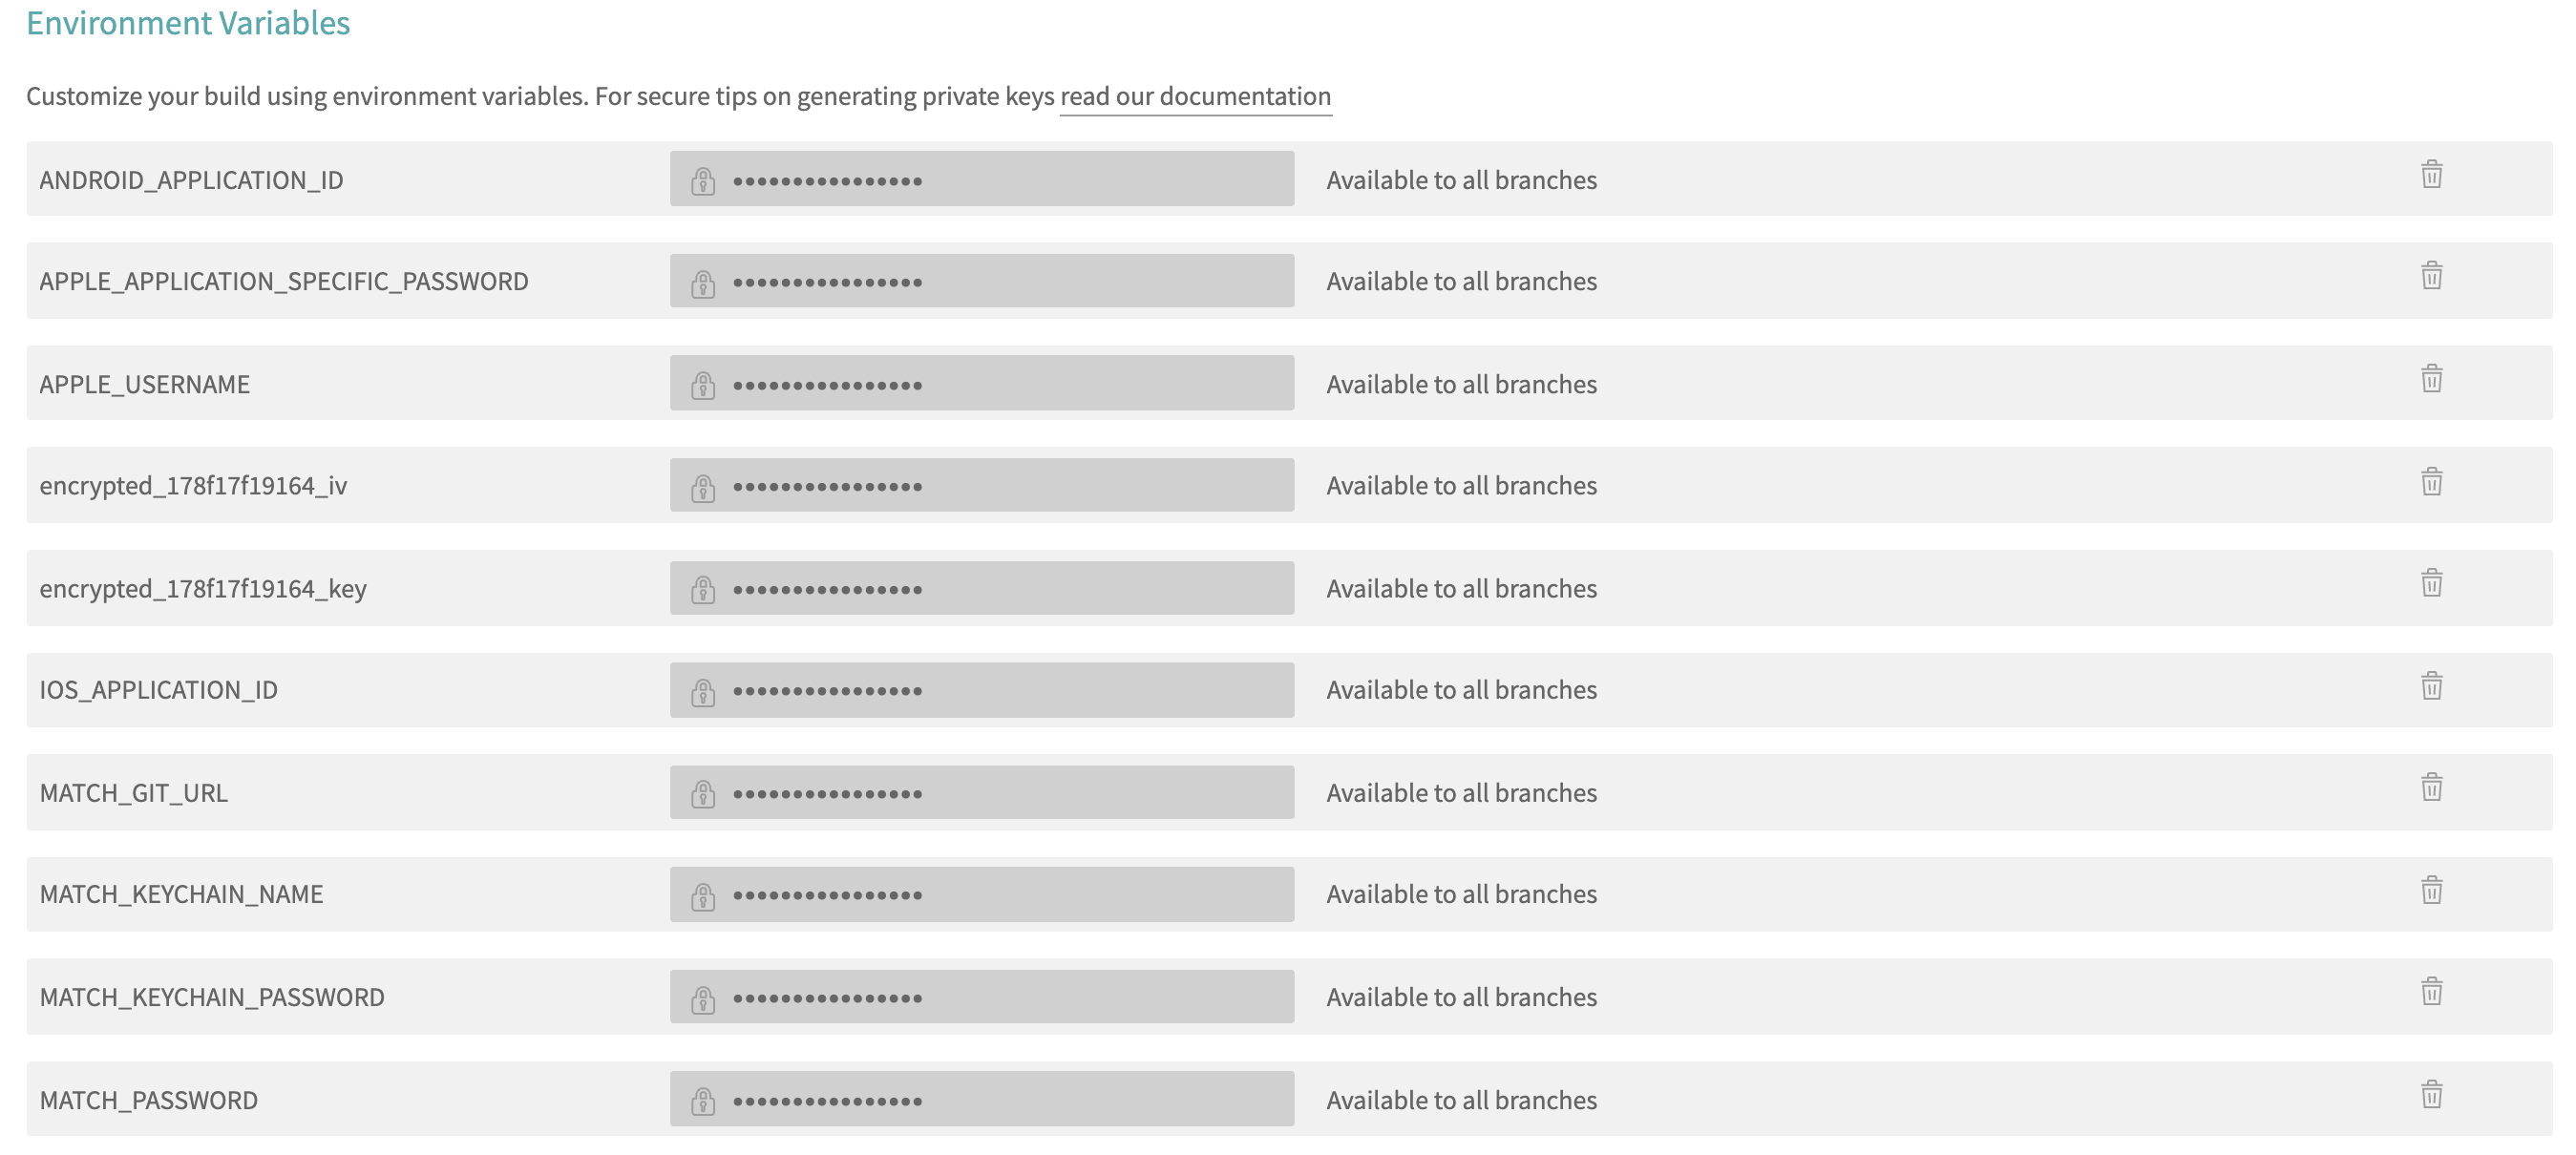 Environment Variables
Customize your build using environment variables. For secure tips on generating private keys read our documentation
ANDROID_APPLICATION_ID •••••••••••••••• Available to all branches
APPLE_APPLICATION_SPECIFIC_PASSWORD •••••••••••••••• Available to all branches
APPLE_USERNAME •••••••••••••••• Available to all branches
encrypted_178f17f19164_iv •••••••••••••••• Available to all branches
encrypted_178f17f19164_key •••••••••••••••• Available to all branches
IOS_APPLICATION_ID •••••••••••••••• Available to all branches
MATCH_GIT_URL •••••••••••••••• Available to all branches
MATCH_KEYCHAIN_NAME •••••••••••••••• Available to all branches
MATCH_KEYCHAIN_PASSWORD •••••••••••••••• Available to all branches
MATCH_PASSWORD •••••••••••••••• Available to all branches